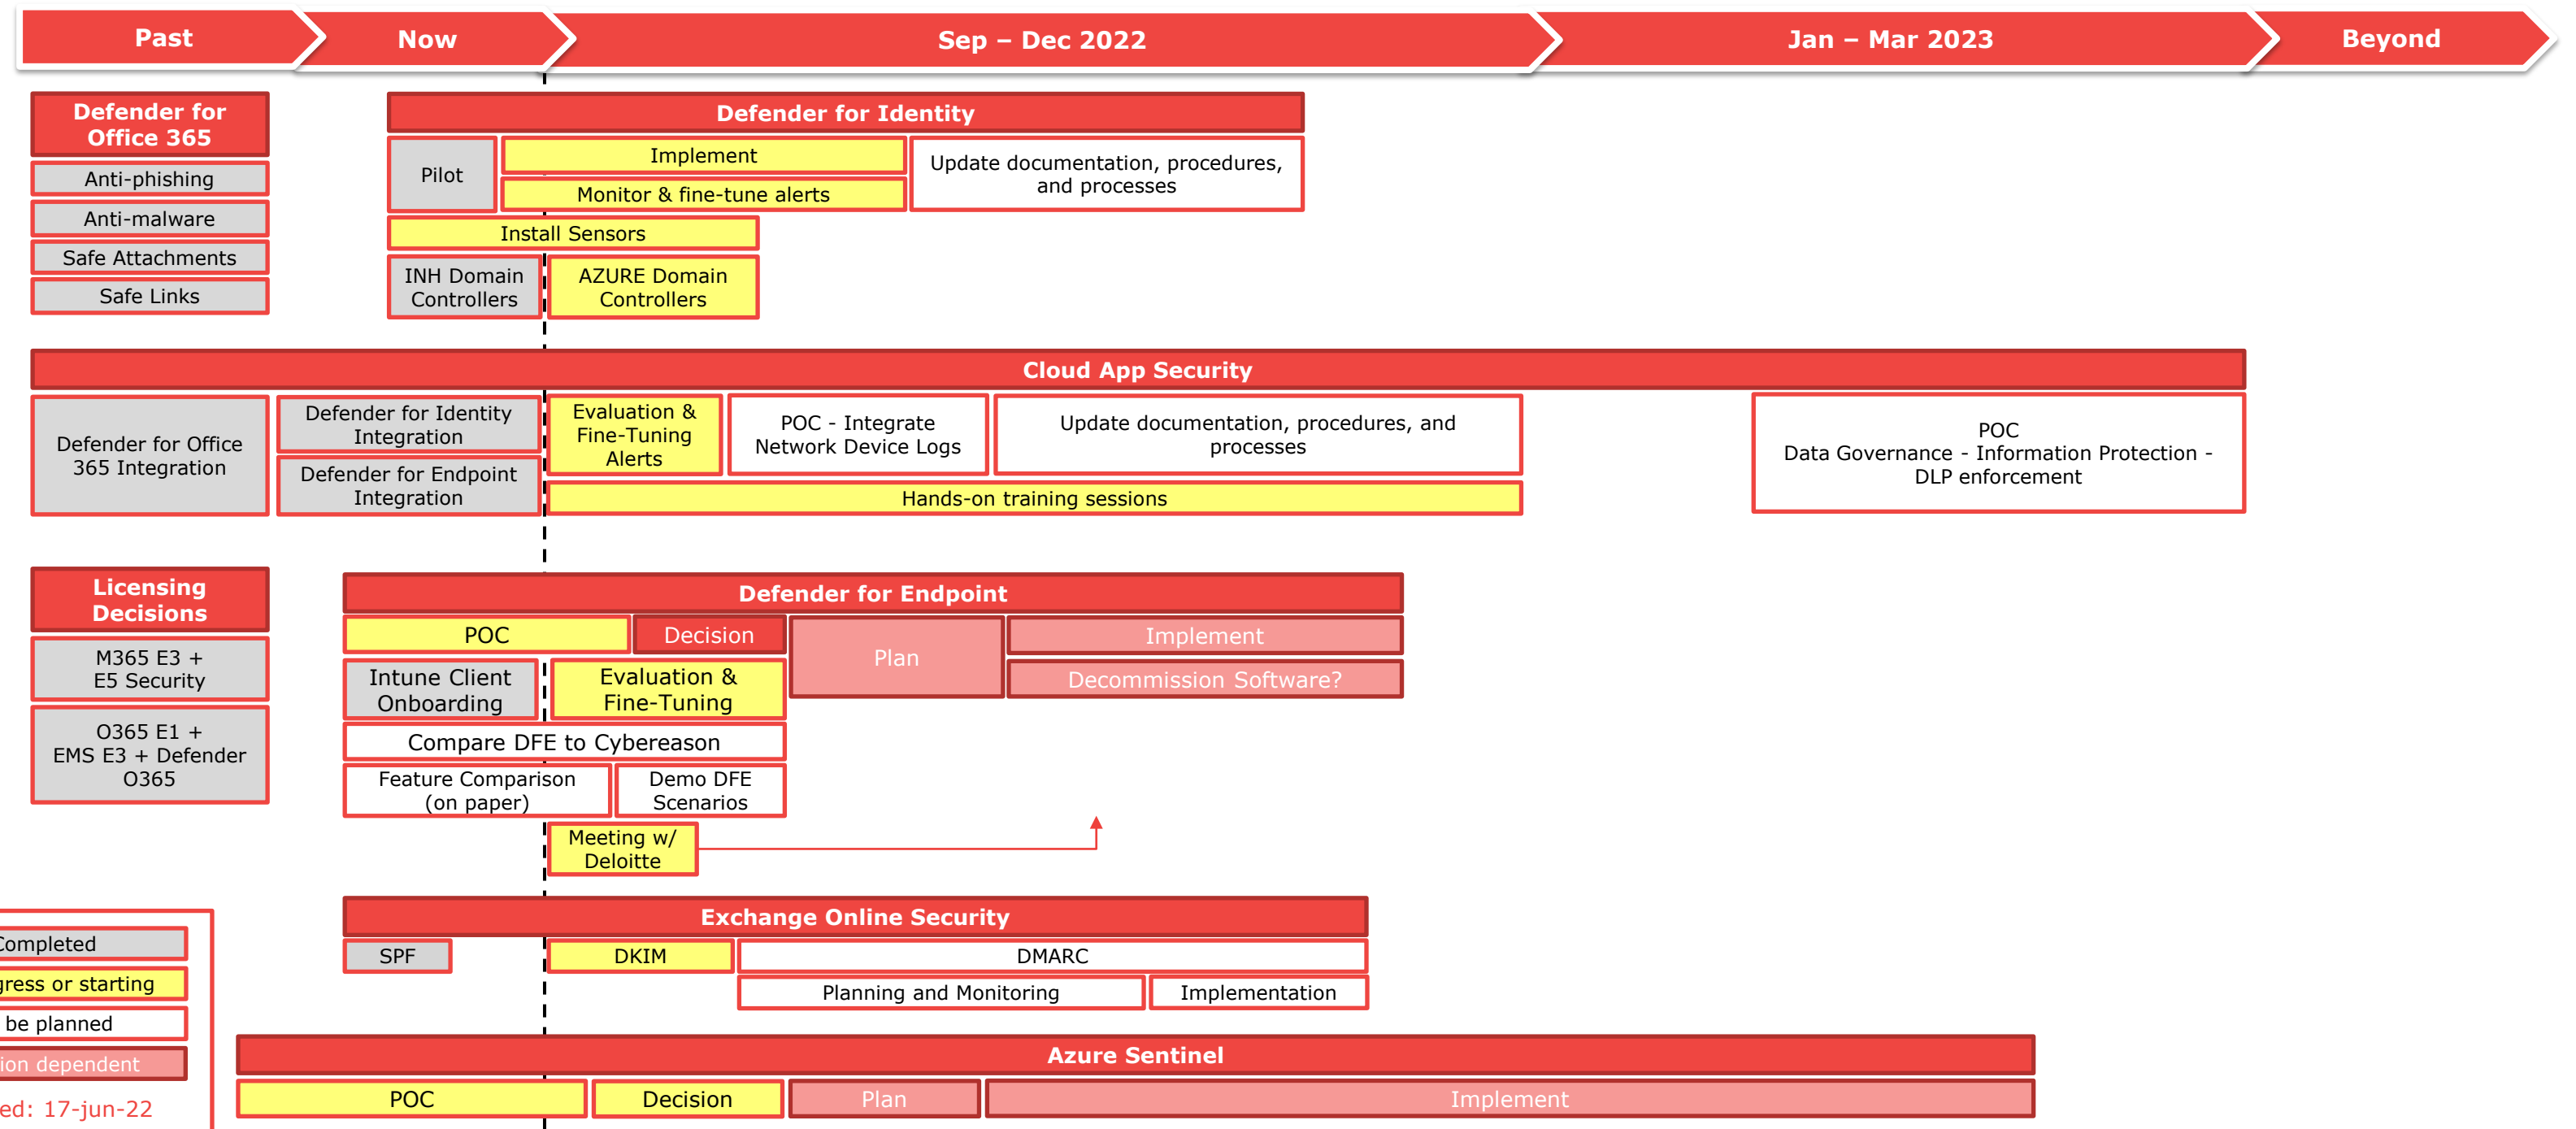 Past
Now
Sep – Dec 2022
Jan – Mar 2023
Beyond
Defender for
Office 365
Anti-phishing
Anti-malware
Safe Attachments
Safe Links
Defender for Identity
Pilot
Implement
Monitor & fine-tune alerts
Update documentation, procedures,
and processes
Install Sensors
INH Domain
Controllers
AZURE Domain
Controllers
Cloud App Security
Defender for Office
365 Integration
Defender for Identity
Integration
Defender for Endpoint
Integration
Evaluation &
Fine-Tuning
Alerts
POC - Integrate
Network Device Logs
Update documentation, procedures, and
processes
Hands-on training sessions
POC
Data Governance - Information Protection -
DLP enforcement
Licensing
Decisions
M365 E3 +
E5 Security
O365 E1 +
EMS E3 + Defender
O365
Defender for Endpoint
POC
Decision
Plan
Implement
Decommission Software?
Intune Client
Onboarding
Evaluation &
Fine-Tuning
Compare DFE to Cybereason
Feature Comparison
(on paper)
Demo DFE
Scenarios
Meeting w/
Deloitte
Exchange Online Security
SPF
DKIM
DMARC
Planning and Monitoring
Implementation
Completed
gress or starting
be planned
ion dependent
ed: 17-jun-22
Azure Sentinel
POC
Decision
Plan
Implement